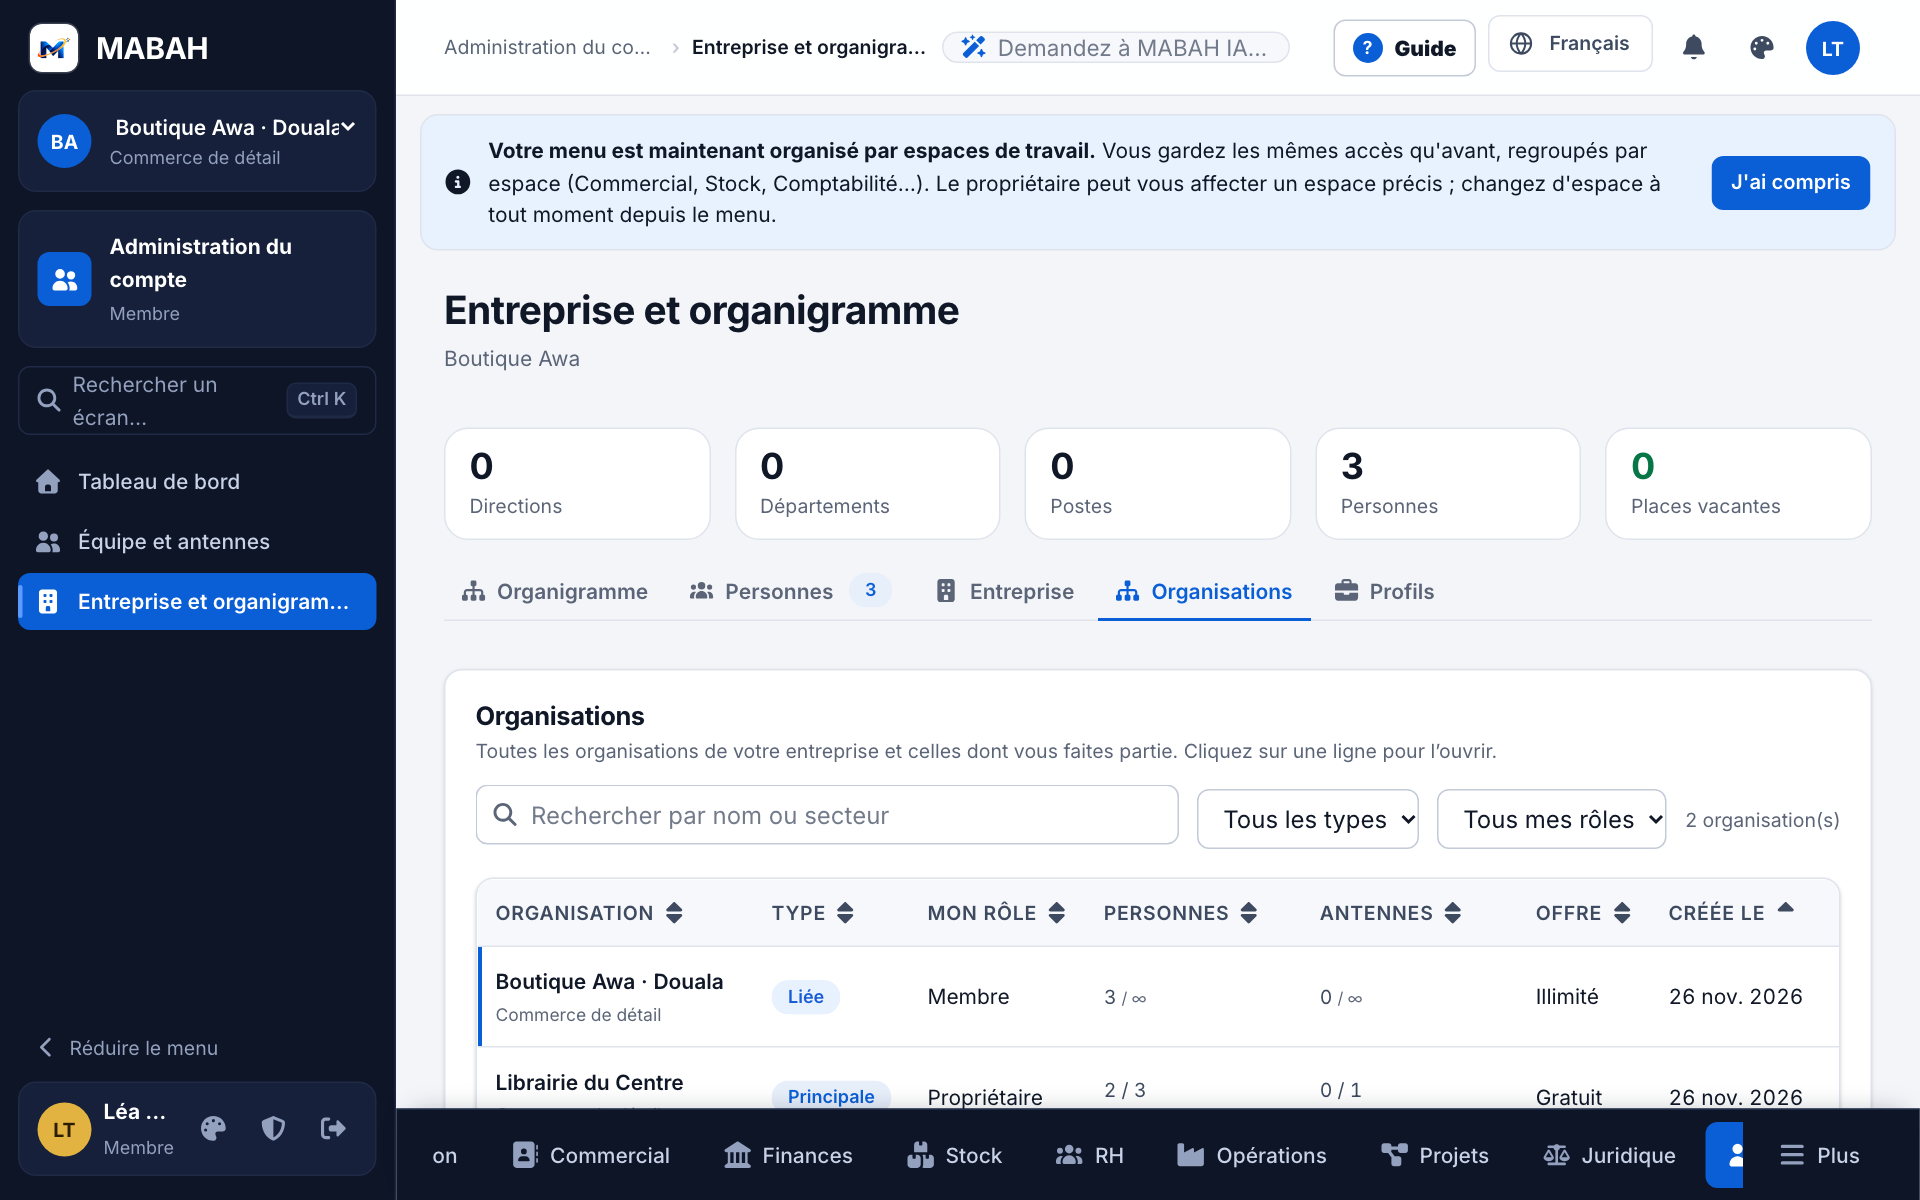 MABAH
BA
Boutique Awa · Douala
Commerce de détail
Administration du
compte
Membre
Rechercher un
écran...
Ctrl K
Tableau de bord
Équipe et antennes
Entreprise et organigram...
Réduire le menu
LT
Léa ...
Membre
Administration du co... › Entreprise et organigra...
Demandez à MABAH IA...
? Guide
Français
LT
Votre menu est maintenant organisé par espaces de travail. Vous gardez les mêmes accès qu'avant, regroupés par
espace (Commercial, Stock, Comptabilité...). Le propriétaire peut vous affecter un espace précis ; changez d'espace à
tout moment depuis le menu.
J'ai compris
Entreprise et organigramme
Boutique Awa
0
Directions
0
Départements
0
Postes
3
Personnes
0
Places vacantes
Organigramme
Personnes 3
Entreprise
Organisations
Profils
Organisations
Toutes les organisations de votre entreprise et celles dont vous faites partie. Cliquez sur une ligne pour l’ouvrir.
Rechercher par nom ou secteur
Tous les types
Tous mes rôles
2 organisation(s)
ORGANISATION TYPE MON RÔLE PERSONNES ANTENNES OFFRE CRÉÉE LE
Boutique Awa · Douala
Commerce de détail
Liée Membre 3 / ∞ 0 / ∞ Illimité 26 nov. 2026
Librairie du Centre
Principale Propriétaire 2 / 3 0 / 1 Gratuit 26 nov. 2026
on
Commercial
Finances
Stock
RH
Opérations
Projets
Juridique
Plus